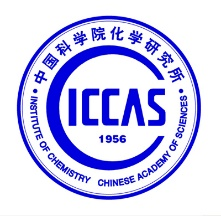 ·中国科学院化学研究所·
ICCAS
1956
INSTITUTE OF CHEMISTRY CHINESE ACADEMY OF SCIENCES